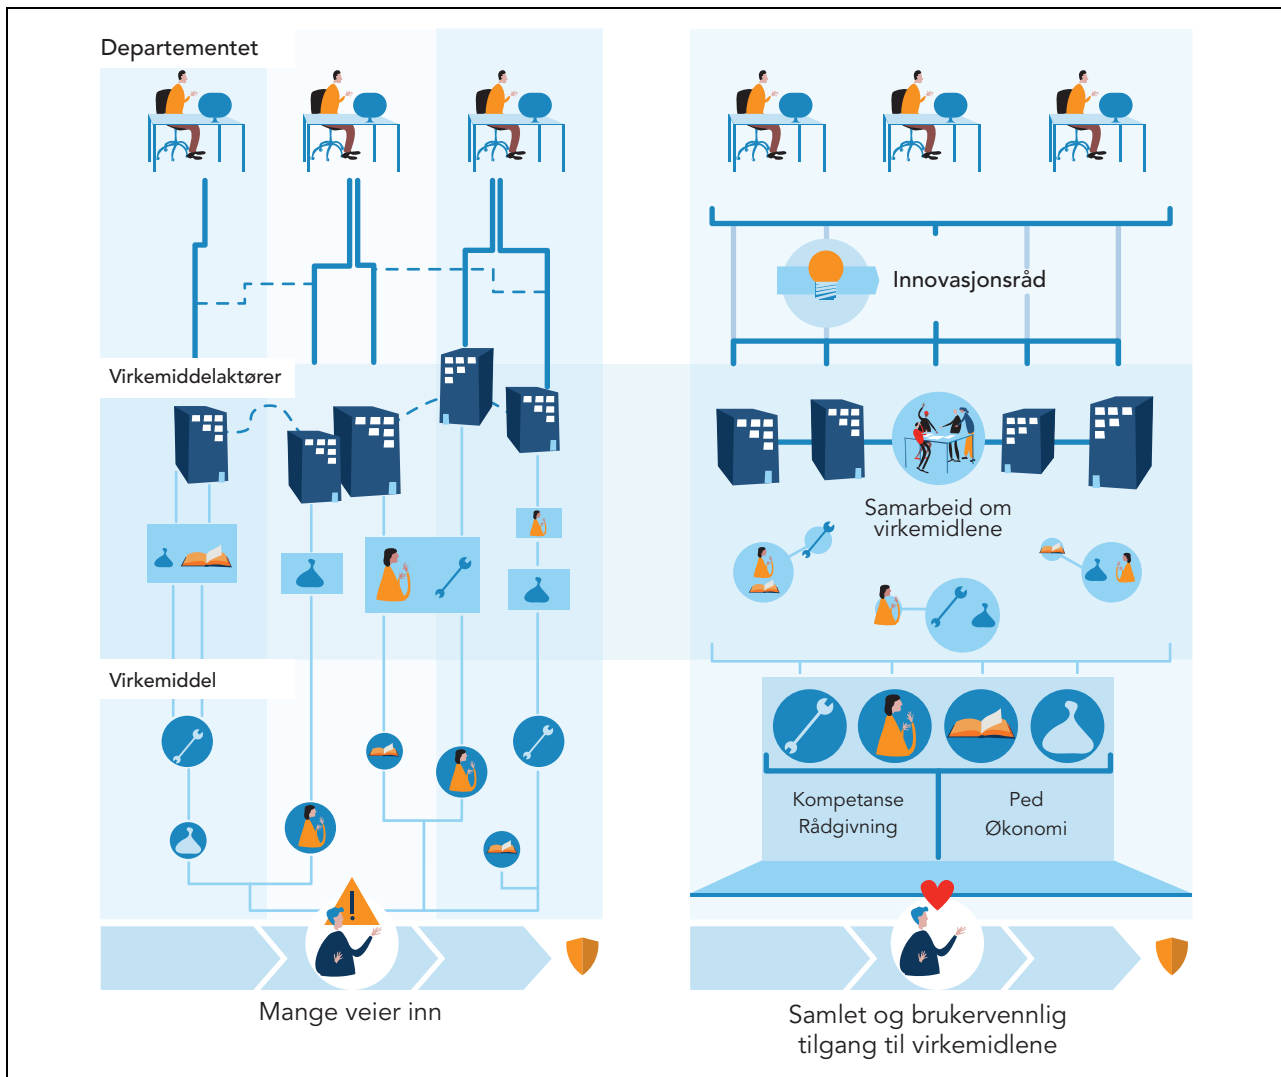 Departementet
Virkemiddelaktører
Virkemiddel
Mange veier inn
Innovasjonsråd
Samarbeid om
virkemidlene
Kompetanse
Rådgivning
Ped
Økonomi
Samlet og brukervennlig
tilgang til virkemidlene